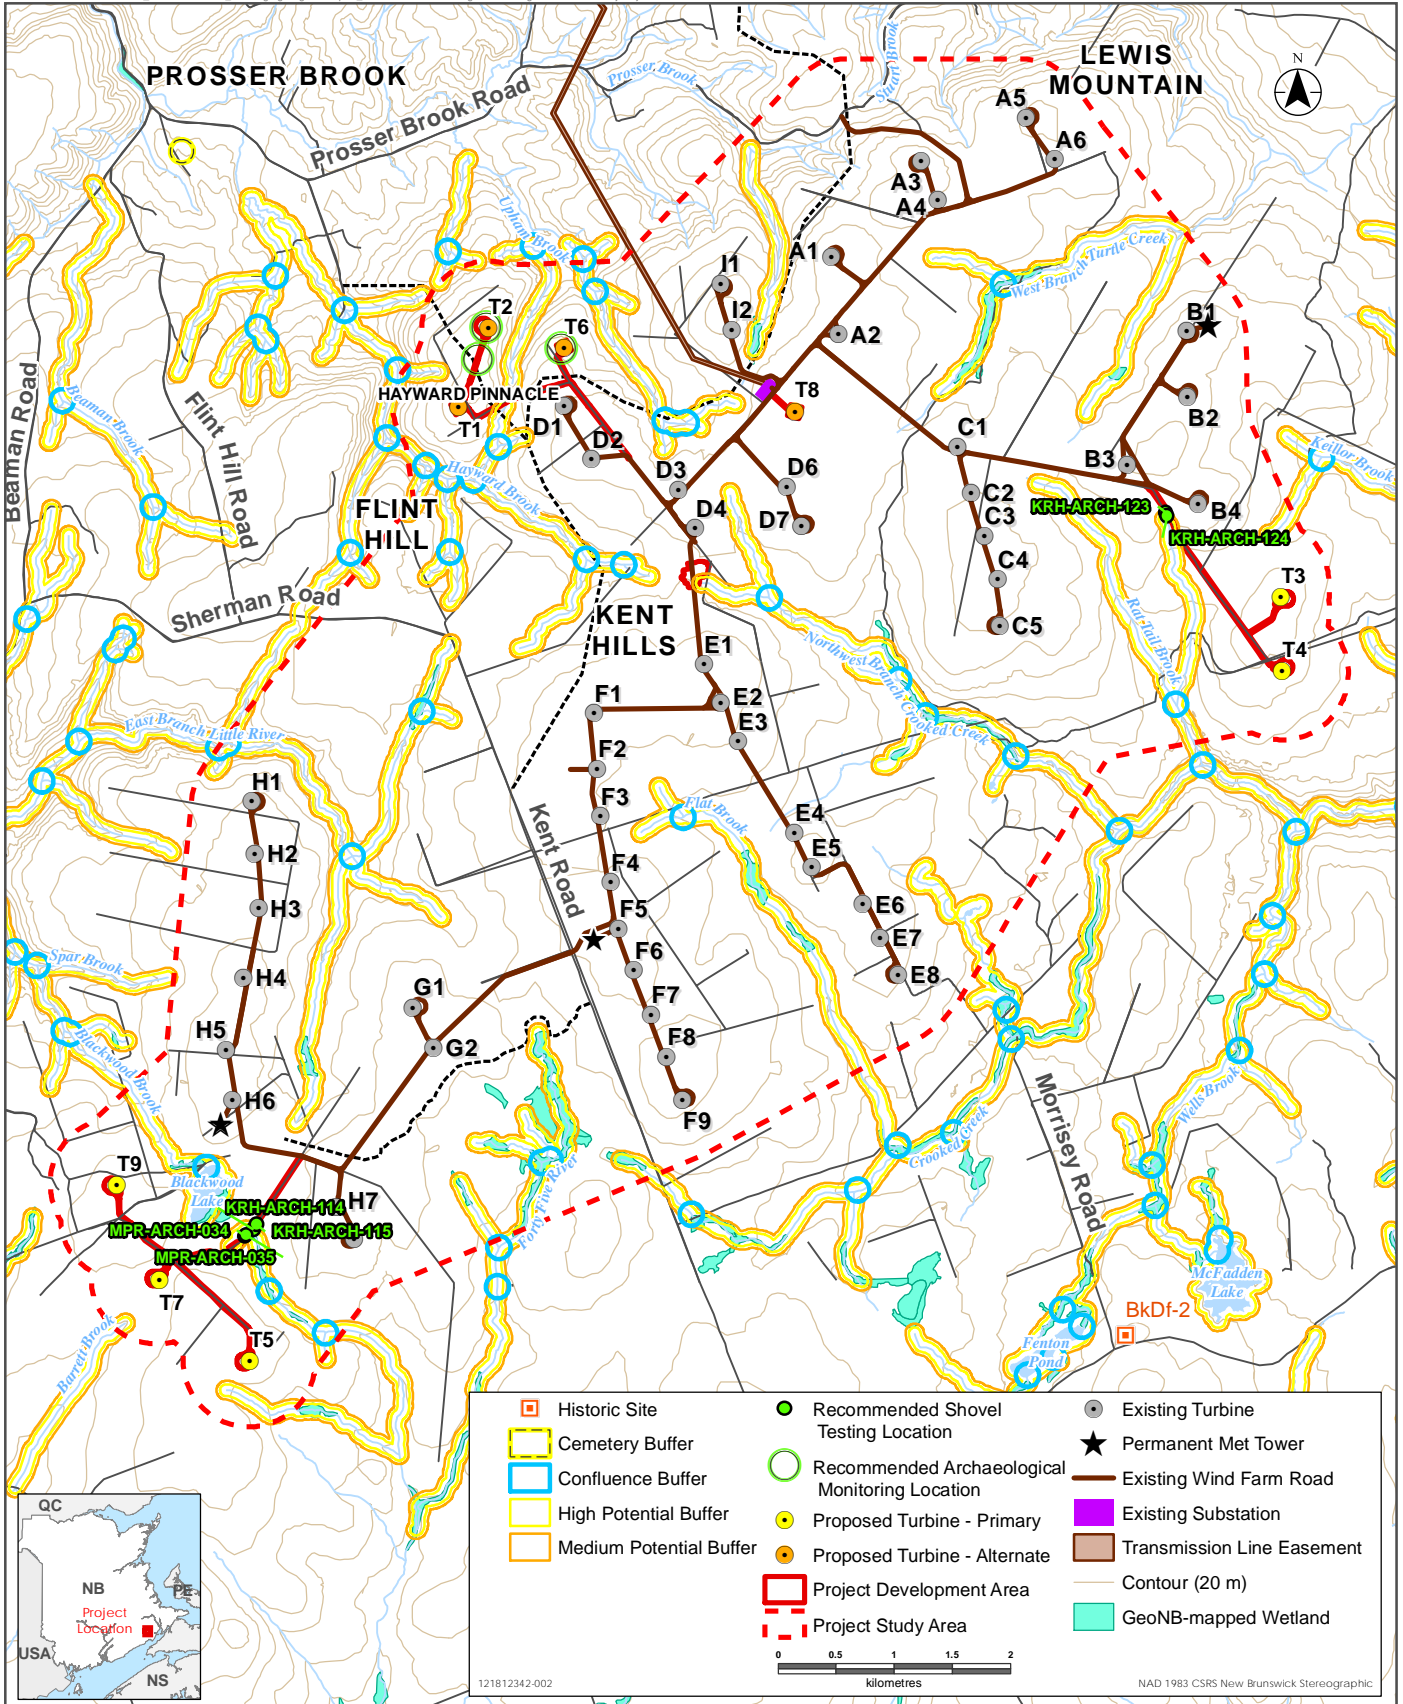 PROSSER BROOK
LEWIS
MOUNTAIN
N
Prosser Brook Road
Prosser Brook
Stuart Brook
A5
A6
A3
A4
A1
A2
Upham Brook
I1
I2
West Branch Turtle Creek
B1
B2
B3
B4
T2
T6
T8
HAYWARD PINNACLE
T1
D1
D2
D3
D4
D6
D7
C1
C2
C3
C4
C5
Keillor Brook
KRH-ARCH-123
KRH-ARCH-124
T3
T4
Rat Tail Brook
Beaman Road
Beaman Brook
Flint Hill Road
Hayward Brook
FLINT
HILL
Sherman Road
KENT
HILLS
Northwest Branch Crooked Creek
E1
E2
E3
E4
E5
E6
E7
E8
F1
F2
F3
F4
F5
F6
F7
F8
F9
East Branch Little River
Flat Brook
Kent Road
H1
H2
H3
H4
H5
H6
H7
G1
G2
Spar Brook
Blackwood Brook
Blackwood
Lake
T9
KRH-ARCH-114
MPR-ARCH-034
KRH-ARCH-115
MPR-ARCH-035
T7
T5
Barrett Brook
Forty Five River
Crooked Creek
Morrisey Road
Wells Brook
McFadden
Lake
BkDf-2
Fenton
Pond
Historic Site
Cemetery Buffer
Confluence Buffer
High Potential Buffer
Medium Potential Buffer
Recommended Shovel
Testing Location
Recommended Archaeological
Monitoring Location
Proposed Turbine - Primary
Proposed Turbine - Alternate
Project Development Area
Project Study Area
Existing Turbine
Permanent Met Tower
Existing Wind Farm Road
Existing Substation
Transmission Line Easement
Contour (20 m)
GeoNB-mapped Wetland
0 0.5 1 1.5 2
kilometres
121812342-002
NAD 1983 CSRS New Brunswick Stereographic
QC
NB
PE
Project
Location
USA
NS